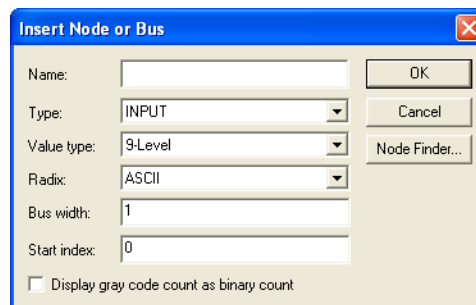 Insert Node or Bus
Name:
OK
Type: INPUT
Cancel
Value type: 9-Level
Node Finder...
Radix: ASCII
Bus width: 1
Start index: 0
Display gray code count as binary count